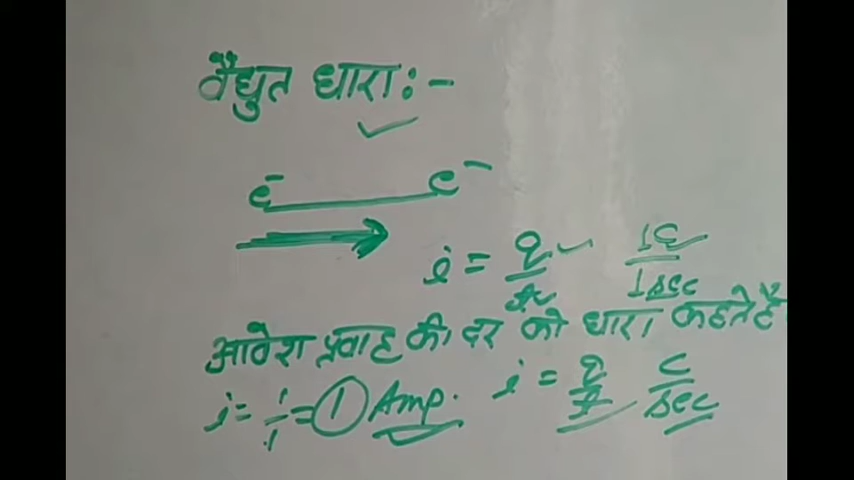 वैद्युत धारा :-
e⁻ e⁻
i = q/t 1C/1sec
आवेश प्रवाह की दर को धारा कहते है
i = 1/1 = 1 Amp. i = q/t C/sec